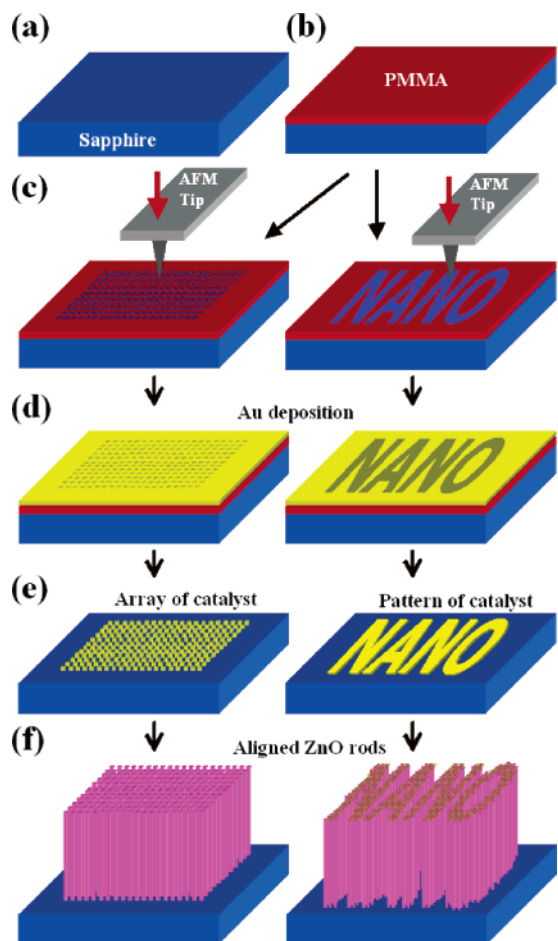 (a)
(b)
PMMA
Sapphire
(c)
AFM
Tip
AFM
Tip
NANO
(d)
Au deposition
NANO
(e)
Array of catalyst
Pattern of catalyst
NANO
(f)
Aligned ZnO rods
NANO